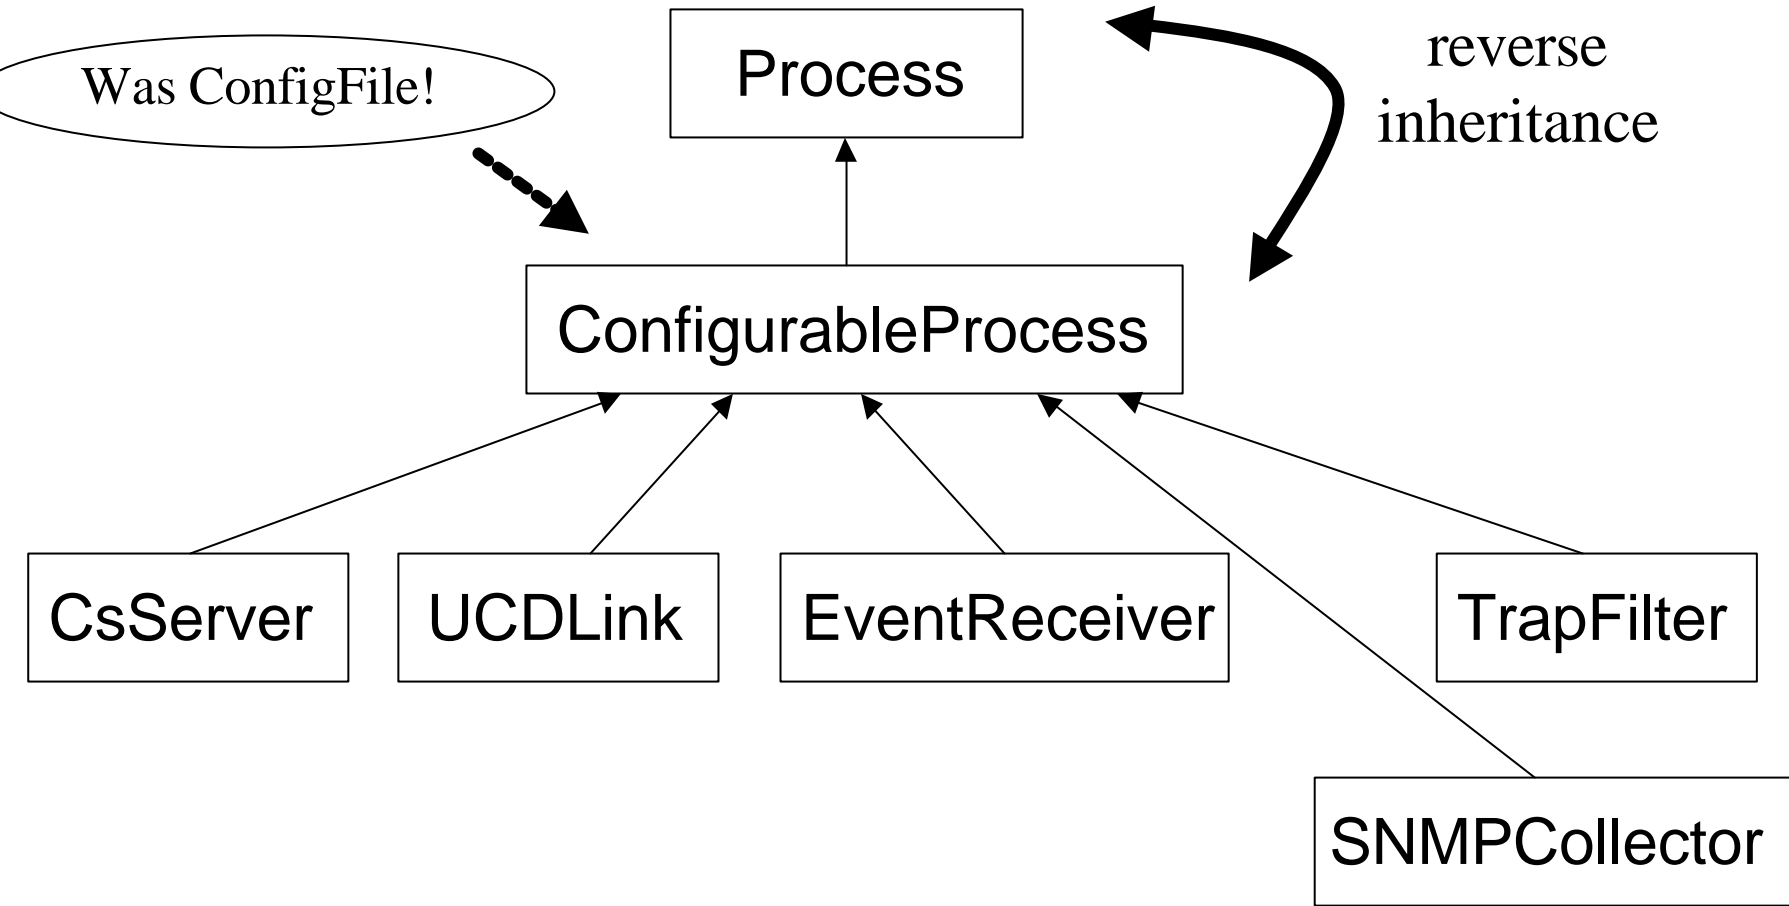 Process
reverse
inheritance
Was ConfigFile!
ConfigurableProcess
CsServer
UCDLink
EventReceiver
TrapFilter
SNMPCollector